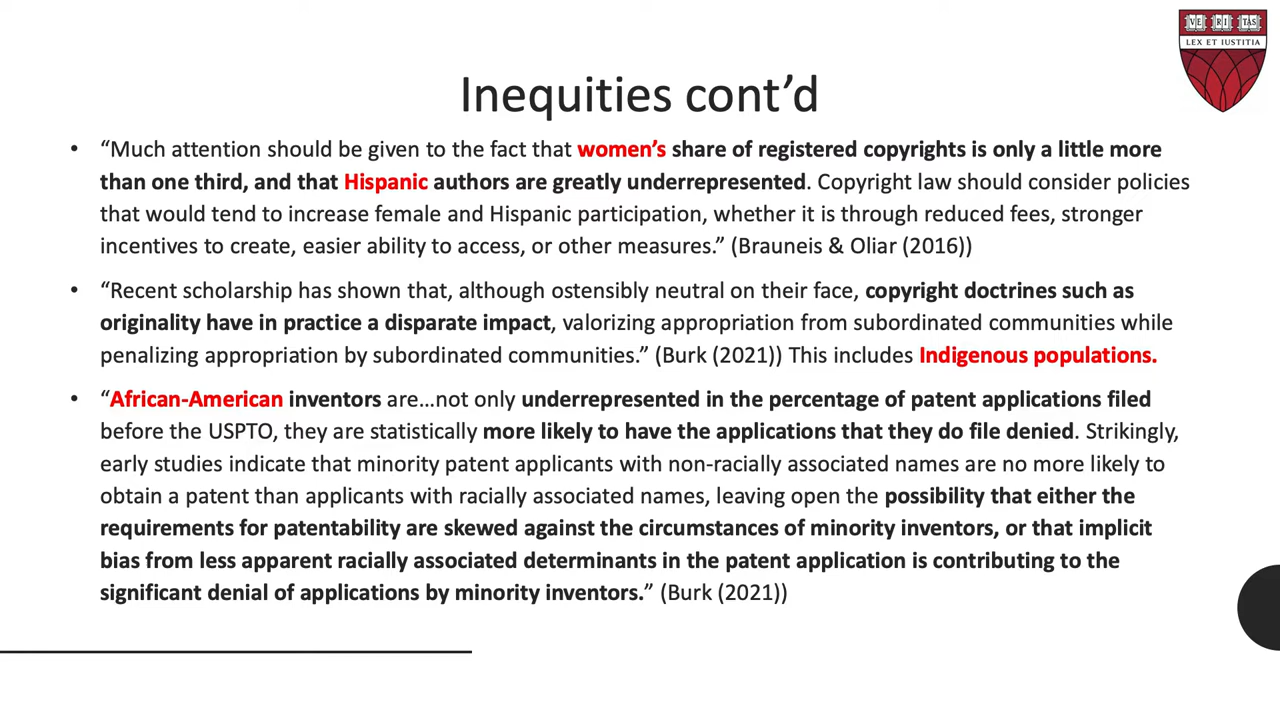 VE RI TAS
LEX ET IUSTITIA
Inequities cont’d
• “Much attention should be given to the fact that women’s share of registered copyrights is only a little more
than one third, and that Hispanic authors are greatly underrepresented. Copyright law should consider policies
that would tend to increase female and Hispanic participation, whether it is through reduced fees, stronger
incentives to create, easier ability to access, or other measures.” (Brauneis & Oliar (2016))
• “Recent scholarship has shown that, although ostensibly neutral on their face, copyright doctrines such as
originality have in practice a disparate impact, valorizing appropriation from subordinated communities while
penalizing appropriation by subordinated communities.” (Burk (2021)) This includes Indigenous populations.
• “African-American inventors are…not only underrepresented in the percentage of patent applications filed
before the USPTO, they are statistically more likely to have the applications that they do file denied. Strikingly,
early studies indicate that minority patent applicants with non-racially associated names are no more likely to
obtain a patent than applicants with racially associated names, leaving open the possibility that either the
requirements for patentability are skewed against the circumstances of minority inventors, or that implicit
bias from less apparent racially associated determinants in the patent application is contributing to the
significant denial of applications by minority inventors.” (Burk (2021))